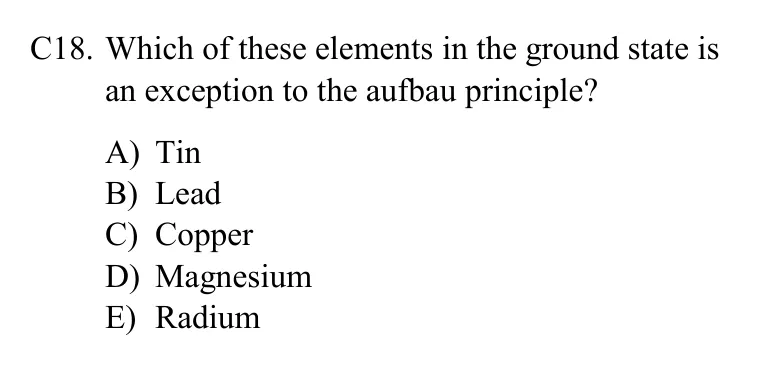 C18. Which of these elements in the ground state is
an exception to the aufbau principle?
A) Tin
B) Lead
C) Copper
D) Magnesium
E) Radium